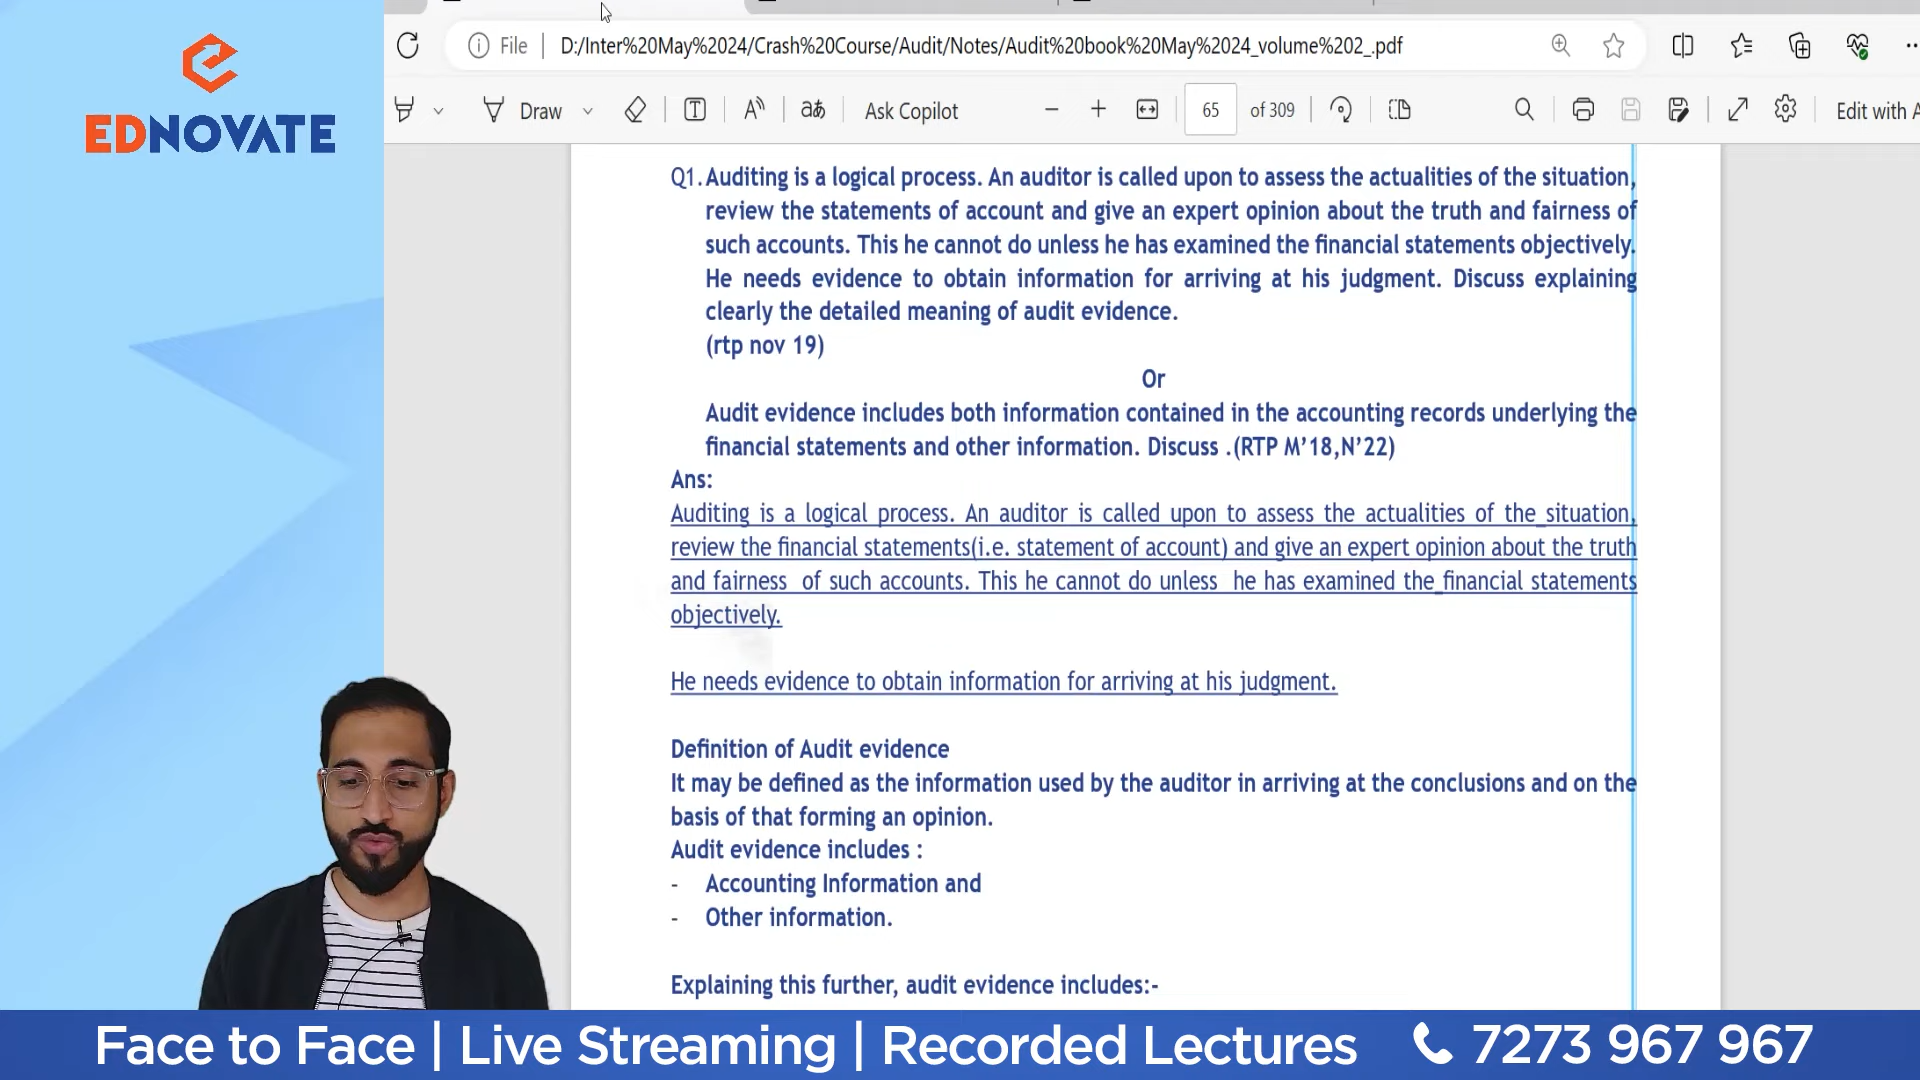 EDNOVATE
File
D:/Inter%20May%2024/Crash%20Course/Audit/Notes/Audit%20book%20May%2024_volume%202_.pdf
Draw
Ask Copilot
65 of 309
Edit with A
Q1. Auditing is a logical process. An auditor is called upon to assess the actualities of the situation,
review the statements of account and give an expert opinion about the truth and fairness of
such accounts. This he cannot do unless he has examined the financial statements objectively.
He needs evidence to obtain information for arriving at his judgment. Discuss explaining
clearly the detailed meaning of audit evidence.
(rtp nov 19)
Or
Audit evidence includes both information contained in the accounting records underlying the
financial statements and other information. Discuss .(RTP M’18,N’22)
Ans:
Auditing is a logical process. An auditor is called upon to assess the actualities of the situation,
review the financial statements(i.e. statement of account) and give an expert opinion about the truth
and fairness of such accounts. This he cannot do unless he has examined the financial statements
objectively.
He needs evidence to obtain information for arriving at his judgment.
Definition of Audit evidence
It may be defined as the information used by the auditor in arriving at the conclusions and on the
basis of that forming an opinion.
Audit evidence includes :
- Accounting Information and
- Other information.
Explaining this further, audit evidence includes:-
Face to Face | Live Streaming | Recorded Lectures 7273 967 967